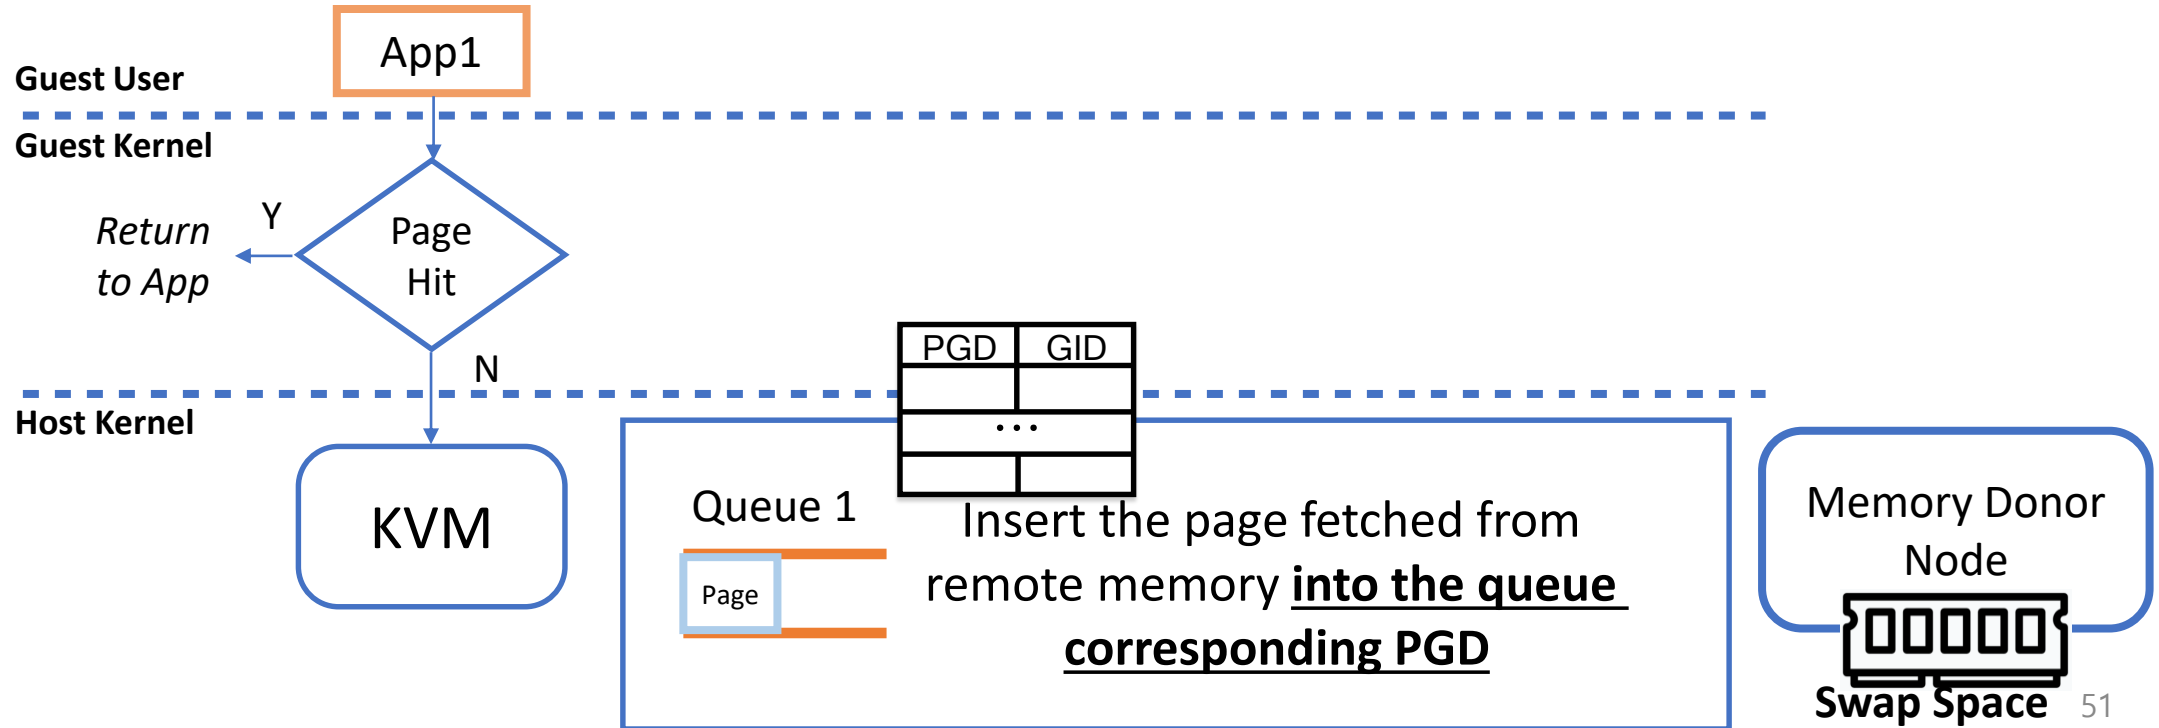 App1
Guest User
Guest Kernel
Return
to App
Y
Page
Hit
N
PGD GID
...
Host Kernel
KVM
Queue 1
Page
Insert the page fetched from
remote memory into the queue
corresponding PGD
Memory Donor
Node
Swap Space
51